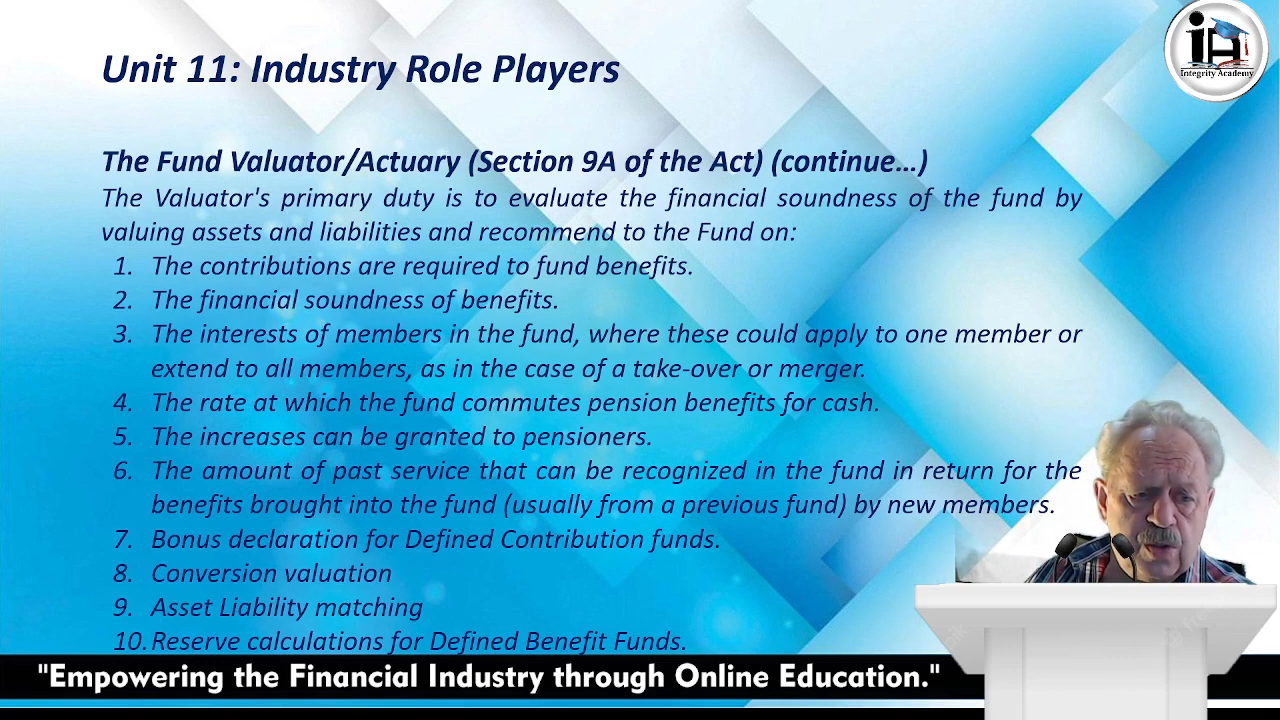 iA
Integrity Academy
Unit 11: Industry Role Players
The Fund Valuator/Actuary (Section 9A of the Act) (continue…)
The Valuator's primary duty is to evaluate the financial soundness of the fund by
valuing assets and liabilities and recommend to the Fund on:
1. The contributions are required to fund benefits.
2. The financial soundness of benefits.
3. The interests of members in the fund, where these could apply to one member or
extend to all members, as in the case of a take-over or merger.
4. The rate at which the fund commutes pension benefits for cash.
5. The increases can be granted to pensioners.
6. The amount of past service that can be recognized in the fund in return for the
benefits brought into the fund (usually from a previous fund) by new members.
7. Bonus declaration for Defined Contribution funds.
8. Conversion valuation
9. Asset Liability matching
10. Reserve calculations for Defined Benefit Funds.
"Empowering the Financial Industry through Online Education."